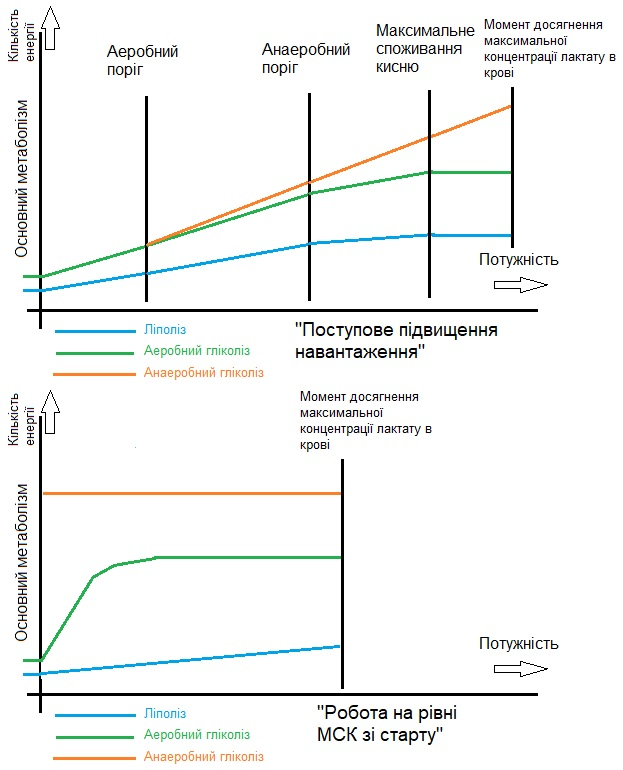 Кількість
енергії
Аеробний
поріг
Анаеробний
поріг
Максимальне
споживання
кисню
Момент досягнення
максимальної
концентрації лактату в
крові
Основний метаболізм
Потужність
Ліполіз
Аеробний гліколіз
Анаеробний гліколіз
"Поступове підвищення
навантаження"
Кількість
енергії
Момент досягнення
максимальної
концентрації лактату в
крові
Основний метаболізм
Потужність
Ліполіз
Аеробний гліколіз
Анаеробний гліколіз
"Робота на рівні
МСК зі старту"